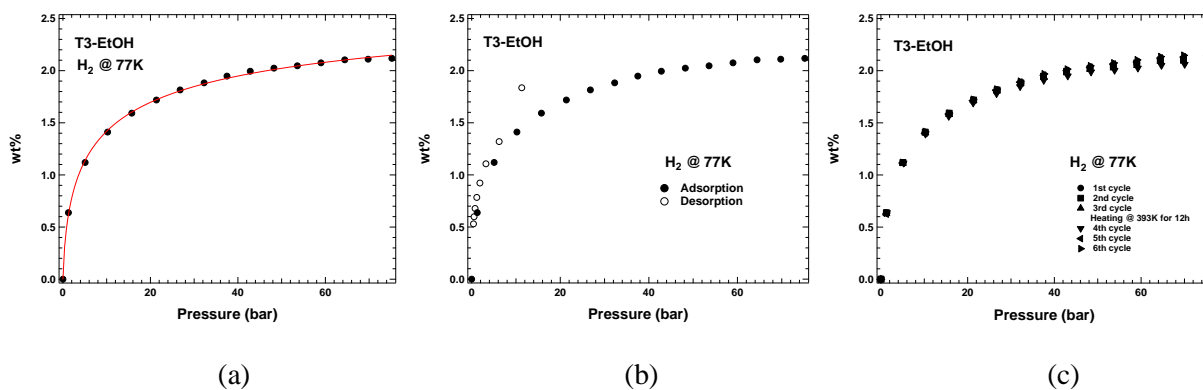 2.5
2.0
1.5
1.0
0.5
0.0
wt%
T3-EtOH
H2 @ 77K
0
20
40
60
Pressure (bar)
(a)
2.5
2.0
1.5
1.0
0.5
0.0
wt%
T3-EtOH
H2 @ 77K
Adsorption
Desorption
0
20
40
60
Pressure (bar)
(b)
2.5
2.0
1.5
1.0
0.5
0.0
wt%
T3-EtOH
H2 @ 77K
1st cycle
2nd cycle
3rd cycle
Heating @ 393K for 12h
4th cycle
5th cycle
6th cycle
0
20
40
60
Pressure (bar)
(c)